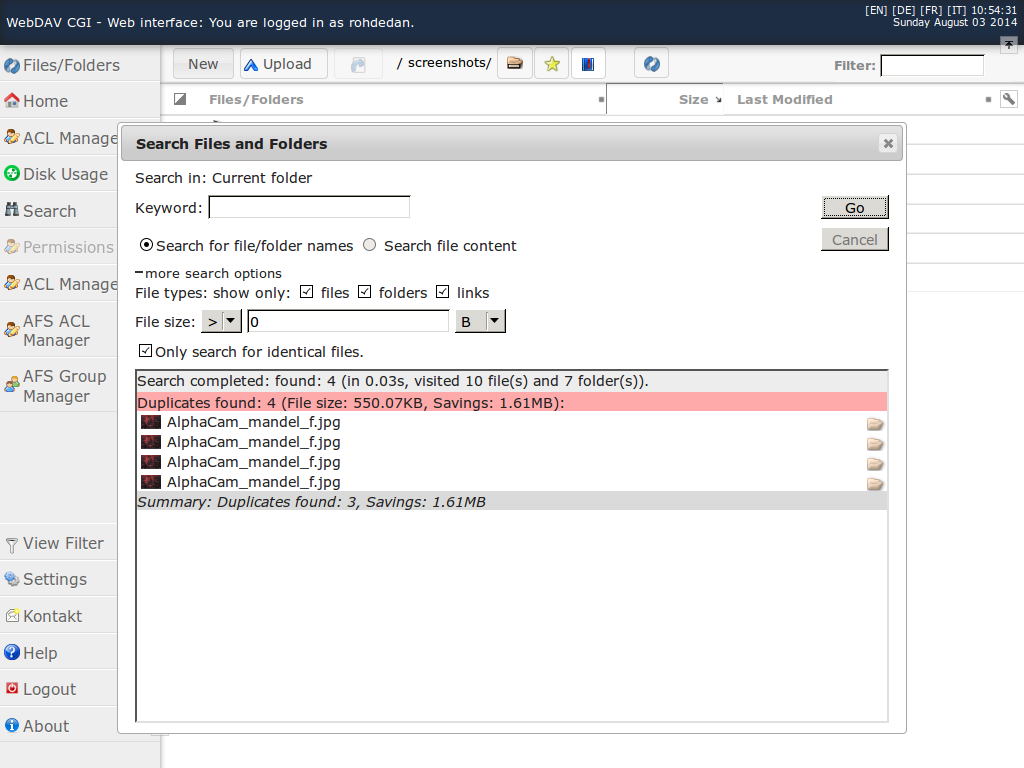 WebDAV CGI - Web interface: You are logged in as rohdedan.
[EN] [DE] [FR] [IT] 10:54:31
Sunday August 03 2014
Files/Folders
New
Upload
/ screenshots/
Filter:
Files/Folders
Size
Last Modified
Home
ACL Manage
Disk Usage
Search
Permissions
ACL Manage
AFS ACL
Manager
AFS Group
Manager
View Filter
Settings
Kontakt
Help
Logout
About
Search Files and Folders
Search in: Current folder
Keyword:
Go
Search for file/folder names
Search file content
Cancel
more search options
File types: show only: files folders links
File size: > 0 B
Only search for identical files.
Search completed: found: 4 (in 0.03s, visited 10 file(s) and 7 folder(s)).
Duplicates found: 4 (File size: 550.07KB, Savings: 1.61MB):
AlphaCam_mandel_f.jpg
AlphaCam_mandel_f.jpg
AlphaCam_mandel_f.jpg
AlphaCam_mandel_f.jpg
Summary: Duplicates found: 3, Savings: 1.61MB